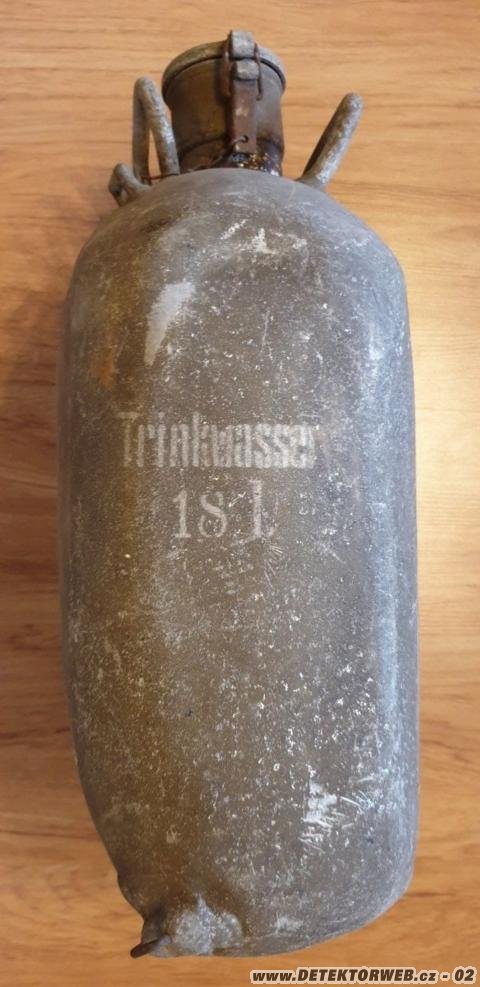 Trinkwasser
18 l.
www.DETEKTORWEB.cz - 02